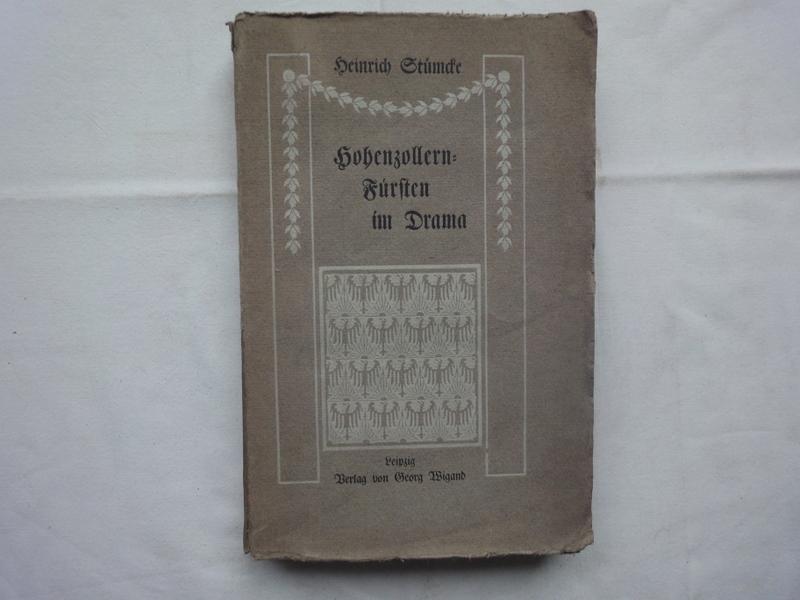 Heinrich Stümcke
Hohenzollern-
Fürsten
im Drama
Leipzig
Verlag von Georg Wigand